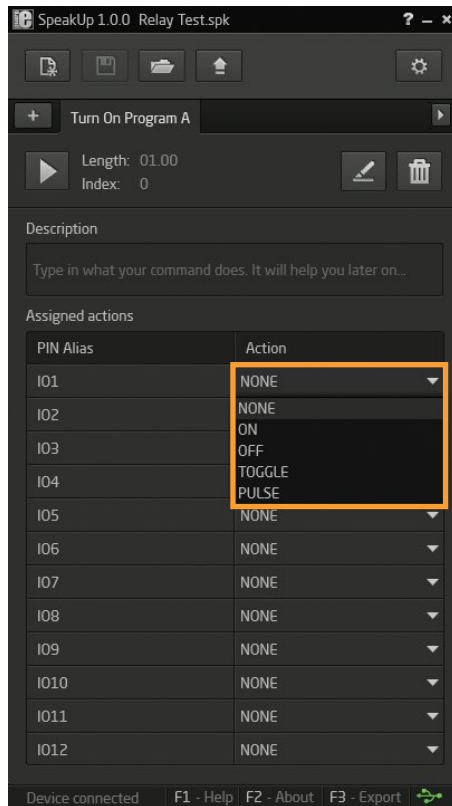 SpeakUp 1.0.0 Relay Test.spk ? – ×
+ Turn On Program A
Length: 01.00
Index: 0
Description
Type in what your command does. It will help you later on...
Assigned actions
PIN Alias Action
IO1 NONE
IO2 NONE
ON
IO3 OFF
IO4 TOGGLE
PULSE
IO5 NONE
IO6 NONE
IO7 NONE
IO8 NONE
IO9 NONE
IO10 NONE
IO11 NONE
IO12 NONE
Device connected F1 - Help F2 - About F3 - Export